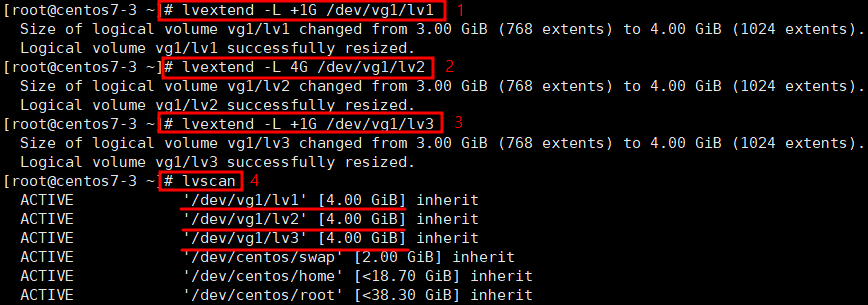 [root@centos7-3 ~]# lvextend -L +1G /dev/vg1/lv1 1
Size of logical volume vg1/lv1 changed from 3.00 GiB (768 extents) to 4.00 GiB (1024 extents).
Logical volume vg1/lv1 successfully resized.
[root@centos7-3 ~]# lvextend -L 4G /dev/vg1/lv2 2
Size of logical volume vg1/lv2 changed from 3.00 GiB (768 extents) to 4.00 GiB (1024 extents).
Logical volume vg1/lv2 successfully resized.
[root@centos7-3 ~]# lvextend -L +1G /dev/vg1/lv3 3
Size of logical volume vg1/lv3 changed from 3.00 GiB (768 extents) to 4.00 GiB (1024 extents).
Logical volume vg1/lv3 successfully resized.
[root@centos7-3 ~]# lvscan 4
ACTIVE '/dev/vg1/lv1' [4.00 GiB] inherit
ACTIVE '/dev/vg1/lv2' [4.00 GiB] inherit
ACTIVE '/dev/vg1/lv3' [4.00 GiB] inherit
ACTIVE '/dev/centos/swap' [2.00 GiB] inherit
ACTIVE '/dev/centos/home' [<18.70 GiB] inherit
ACTIVE '/dev/centos/root' [<38.30 GiB] inherit